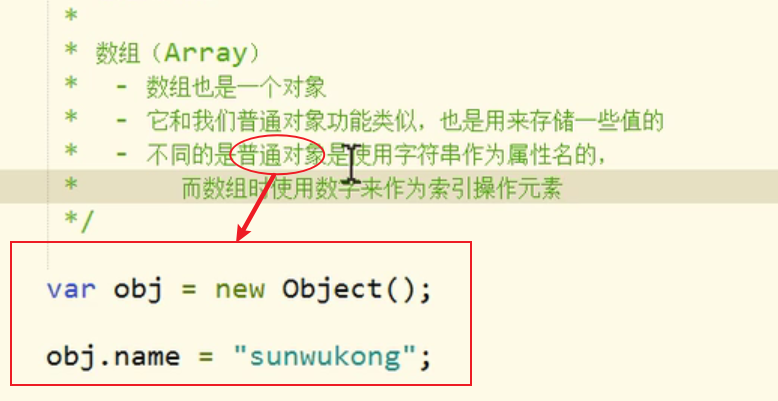 *
* 数组（Array）
*   - 数组也是一个对象
*   - 它和我们普通对象功能类似，也是用来存储一些值的
*   - 不同的是普通对象是使用字符串作为属性名的，
*        而数组时使用数字来作为索引操作元素
*/
var obj = new Object();
obj.name = "sunwukong";